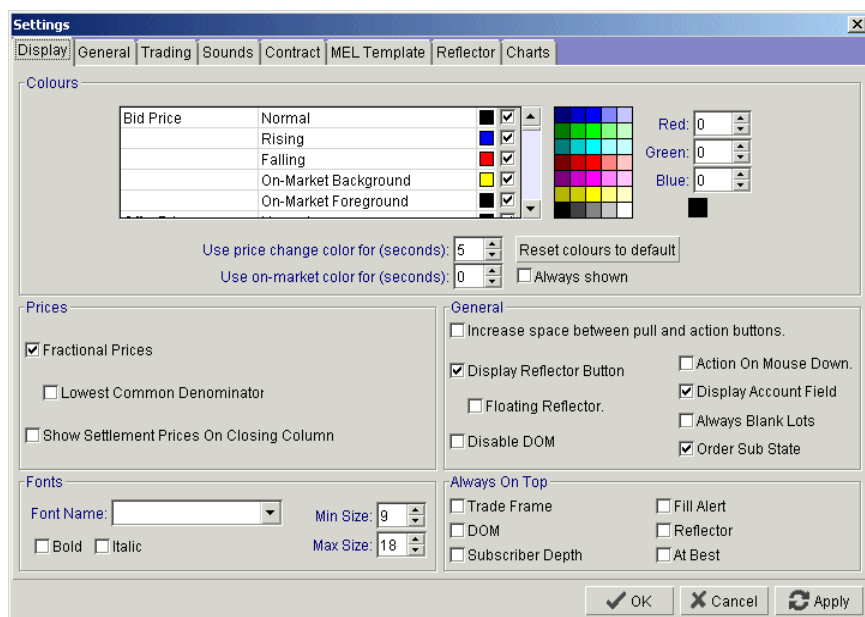 Settings
Display General Trading Sounds Contract MEL Template Reflector Charts
Colours
Bid Price Normal
Rising
Falling
On-Market Background
On-Market Foreground
Red: 0
Green: 0
Blue: 0
Use price change color for (seconds): 5 Reset colours to default
Use on-market color for (seconds): 0 Always shown
Prices
Fractional Prices
Lowest Common Denominator
Show Settlement Prices On Closing Column
General
Increase space between pull and action buttons.
Display Reflector Button
Floating Reflector.
Disable DOM
Action On Mouse Down.
Display Account Field
Always Blank Lots
Order Sub State
Fonts
Font Name:
Bold Italic
Min Size: 9
Max Size: 18
Always On Top
Trade Frame Fill Alert
DOM Reflector
Subscriber Depth At Best
OK Cancel Apply